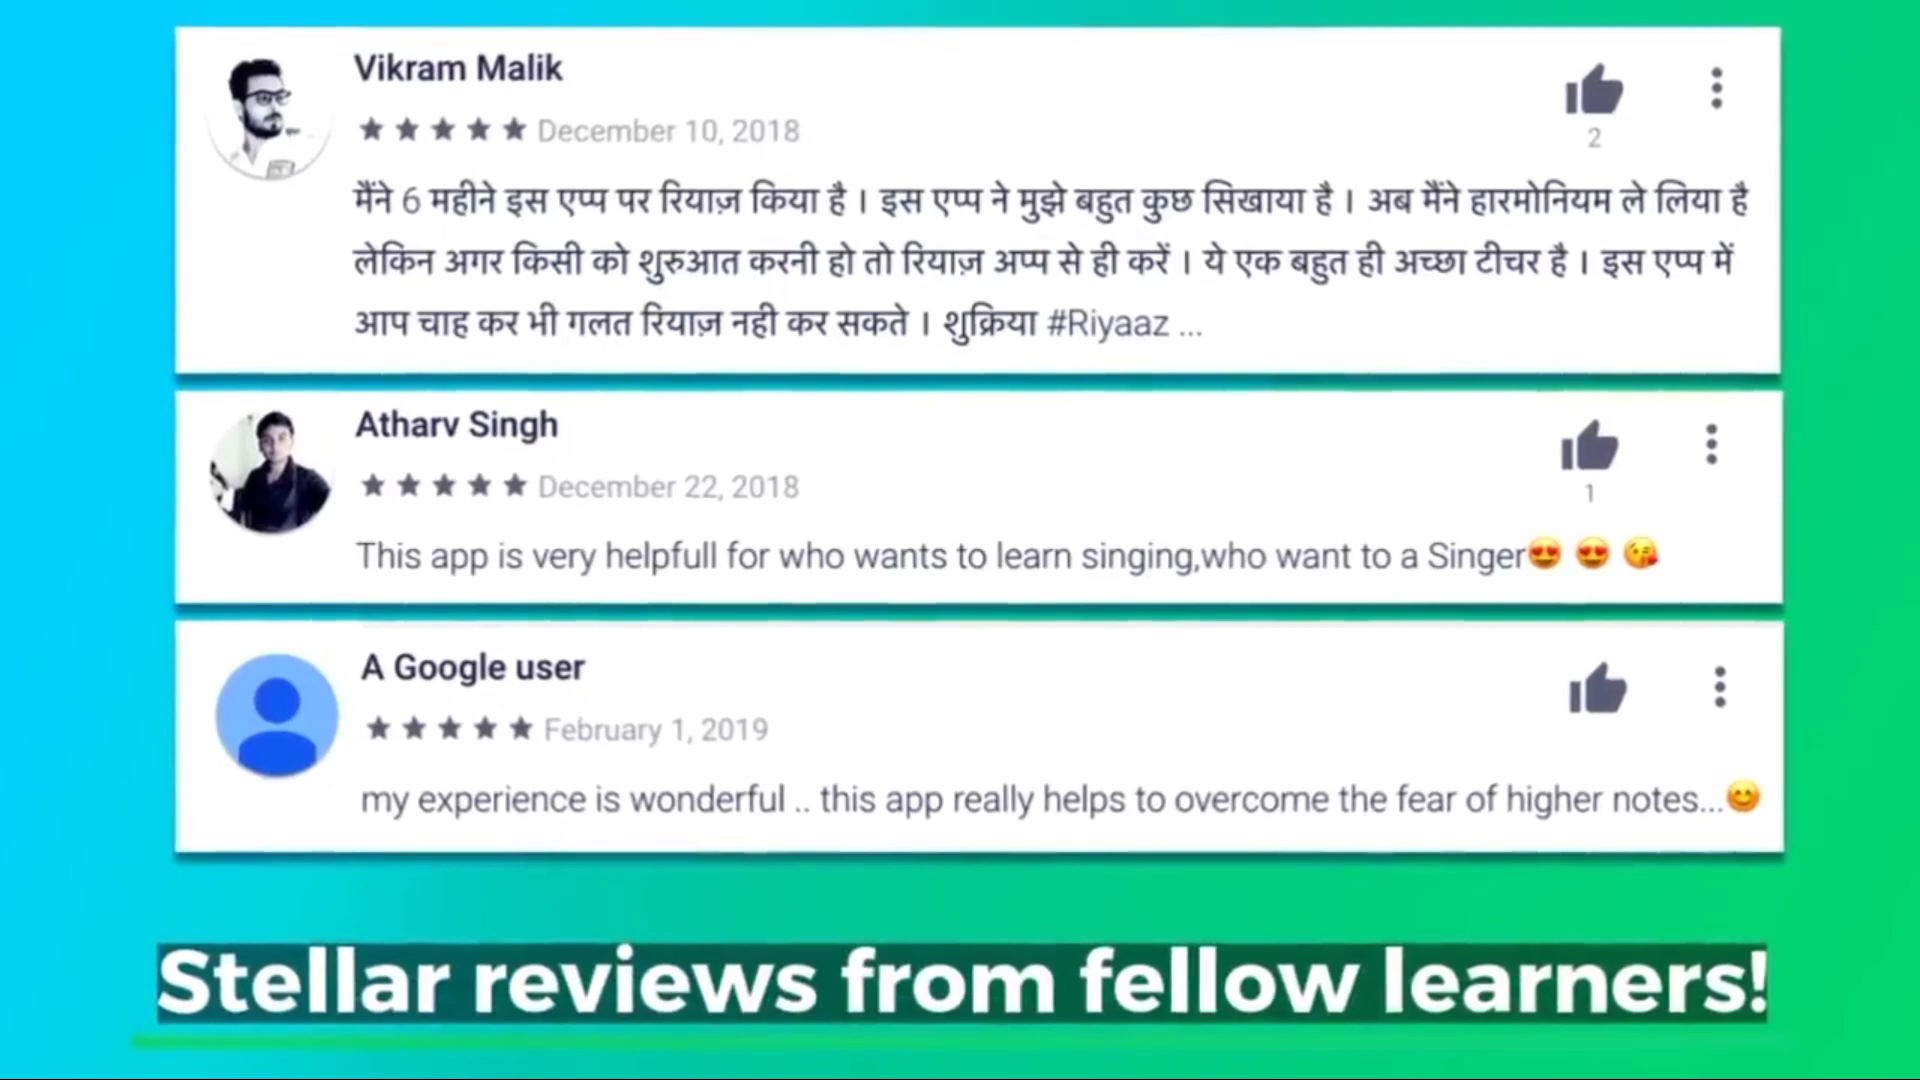 Vikram Malik
★★★★★ December 10, 2018
2
मैंने 6 महीने इस एप्प पर रियाज़ किया है । इस एप्प ने मुझे बहुत कुछ सिखाया है । अब मैंने हारमोनियम ले लिया है
लेकिन अगर किसी को शुरुआत करनी हो तो रियाज़ अप्प से ही करें । ये एक बहुत ही अच्छा टीचर है । इस एप्प में
आप चाह कर भी गलत रियाज़ नही कर सकते । शुक्रिया #Riyaaz ...
Atharv Singh
★★★★★ December 22, 2018
1
This app is very helpfull for who wants to learn singing,who want to a Singer😍 😍 😘
A Google user
★★★★★ February 1, 2019
my experience is wonderful .. this app really helps to overcome the fear of higher notes...😊
Stellar reviews from fellow learners!